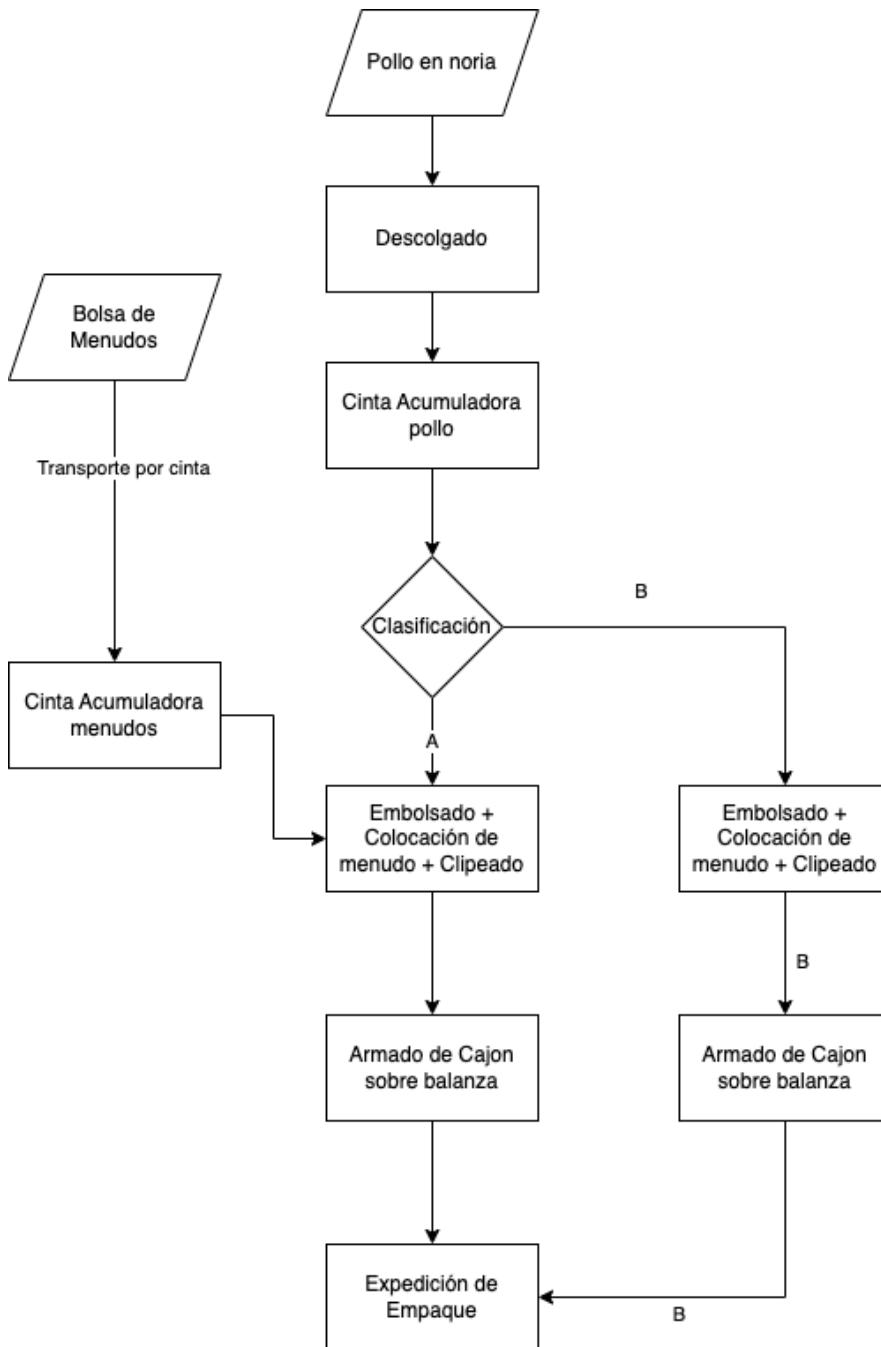 Pollo en noria
Descolgado
Bolsa de
Menudos
Cinta Acumuladora
pollo
Transporte por cinta
B
Clasificación
Cinta Acumuladora
menudos
A
Embolsado +
Colocación de
menudo + Clipeado
Embolsado +
Colocación de
menudo + Clipeado
B
Armado de Cajon
sobre balanza
Armado de Cajon
sobre balanza
Expedición de
Empaque
B